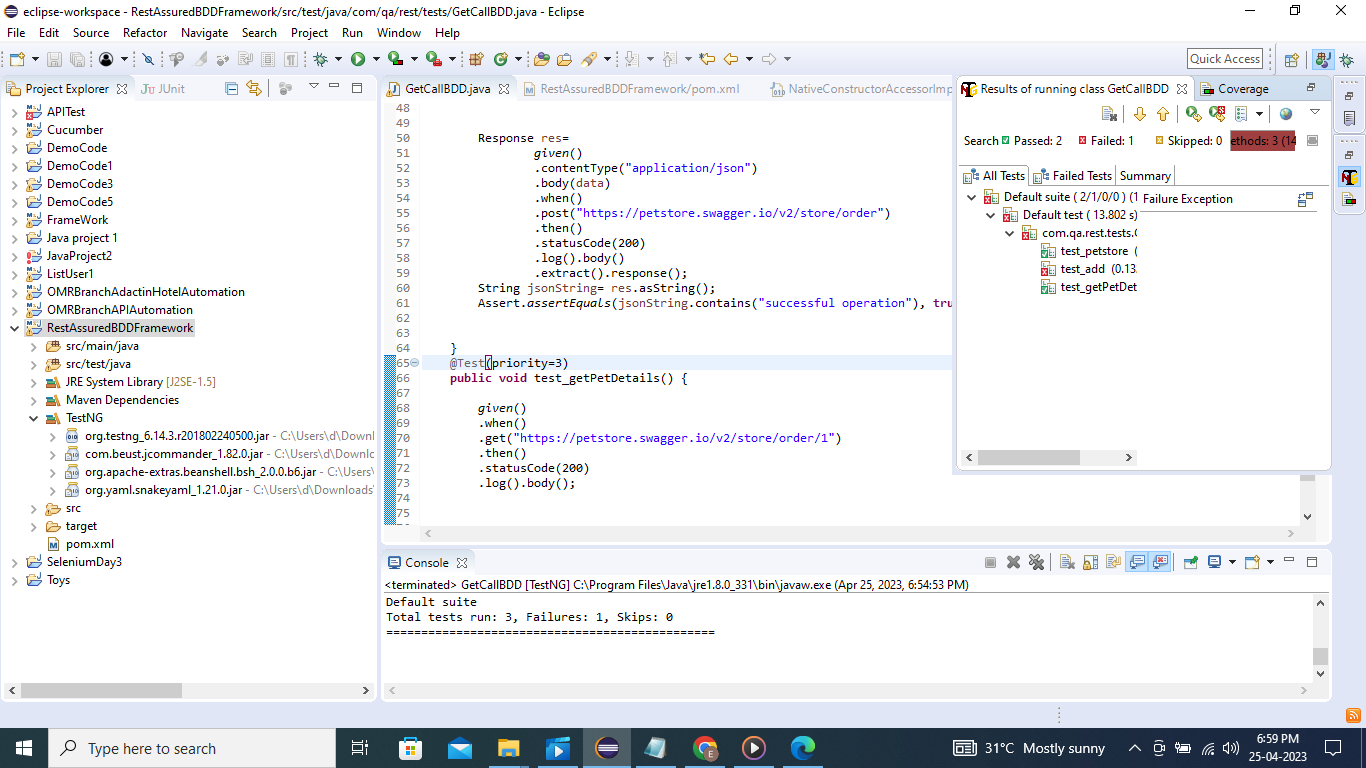 eclipse-workspace - RestAssuredBDDFramework/src/test/java/com/qa/rest/tests/GetCallBDD.java - Eclipse
File Edit Source Refactor Navigate Search Project Run Window Help
Quick Access
Project Explorer
JUnit
APITest
Cucumber
DemoCode
DemoCode1
DemoCode3
DemoCode5
FrameWork
Java project 1
JavaProject2
ListUser1
OMRBranchAdactinHotelAutomation
OMRBranchAPIAutomation
RestAssuredBDDFramework
src/main/java
src/test/java
JRE System Library [J2SE-1.5]
Maven Dependencies
TestNG
org.testng_6.14.3.r201802240500.jar - C:\Users\d\Downl
com.beust.jcommander_1.82.0.jar - C:\Users\d\Downloa
org.apache-extras.beanshell.bsh_2.0.0.b6.jar - C:\Users\
org.yaml.snakeyaml_1.21.0.jar - C:\Users\d\Downloads\
src
target
pom.xml
SeleniumDay3
Toys
GetCallBDD.java
RestAssuredBDDFramework/pom.xml
NativeConstructorAccessorImp
48
49
50 Response res=
51 given()
52 .contentType("application/json")
53 .body(data)
54 .when()
55 .post("https://petstore.swagger.io/v2/store/order")
56 .then()
57 .statusCode(200)
58 .log().body()
59 .extract().response();
60 String jsonString= res.asString();
61 Assert.assertEquals(jsonString.contains("successful operation"), tru
62
63
64 }
65 @Test(priority=3)
66 public void test_getPetDetails() {
67
68 given()
69 .when()
70 .get("https://petstore.swagger.io/v2/store/order/1")
71 .then()
72 .statusCode(200)
73 .log().body();
74
75
Results of running class GetCallBDD
Coverage
Search Passed: 2 Failed: 1 Skipped: 0 ethods: 3 (14
All Tests Failed Tests Summary
Default suite ( 2/1/0/0 ) (1
Failure Exception
Default test ( 13.802 s)
com.qa.rest.tests.G
test_petstore (
test_add (0.13
test_getPetDet
Console
<terminated> GetCallBDD [TestNG] C:\Program Files\Java\jre1.8.0_331\bin\javaw.exe (Apr 25, 2023, 6:54:53 PM)
Default suite
Total tests run: 3, Failures: 1, Skips: 0
===============================================
Type here to search
31°C Mostly sunny
6:59 PM
25-04-2023